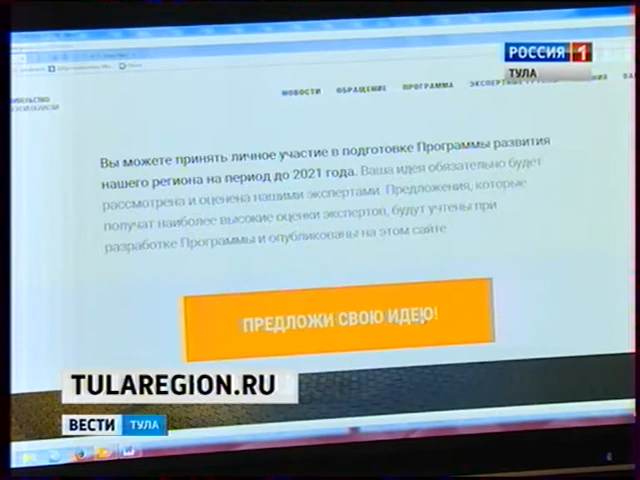 РОССИЯ 1
ТУЛА
НОВОСТИ ОБРАЩЕНИЕ ПРОГРАММА
Вы можете принять личное участие в подготовке Программы развития
нашего региона на период до 2021 года. Ваша идея обязательно будет
рассмотрена и оценена нашими экспертами. Предложения, которые
получат наиболее высокие оценки экспертов, будут учтены при
разработке Программы и опубликованы на этом сайте
ПРЕДЛОЖИ СВОЮ ИДЕЮ!
TULAREGION.RU
ВЕСТИ ТУЛА